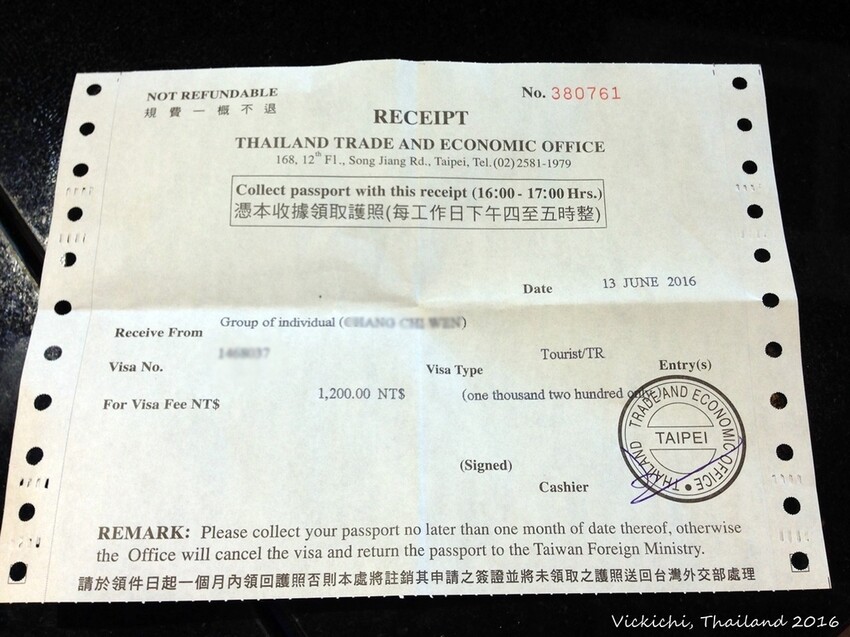 NOT REFUNDABLE
規費一概不退
No. 380761
RECEIPT
THAILAND TRADE AND ECONOMIC OFFICE
168, 12th Fl., Song Jiang Rd., Taipei, Tel.(02)2581-1979
Collect passport with this receipt (16:00 - 17:00 Hrs.)
憑本收據領取護照(每工作日下午四至五時整)
Date 13 JUNE 2016
Receive From Group of individual ( )
Visa No.
Visa Type Tourist/TR Entry(s)
For Visa Fee NT$ 1,200.00 NT$ (one thousand two hundred only)
THAILAND TRADE AND ECONOMIC OFFICE
TAIPEI
(Signed)
Cashier
REMARK: Please collect your passport no later than one month of date thereof, otherwise
the Office will cancel the visa and return the passport to the Taiwan Foreign Ministry.
請於領件日起一個月內領回護照否則本處將註銷其申請之簽證並將未領取之護照送回台灣外交部處理
Vickichi, Thailand 2016